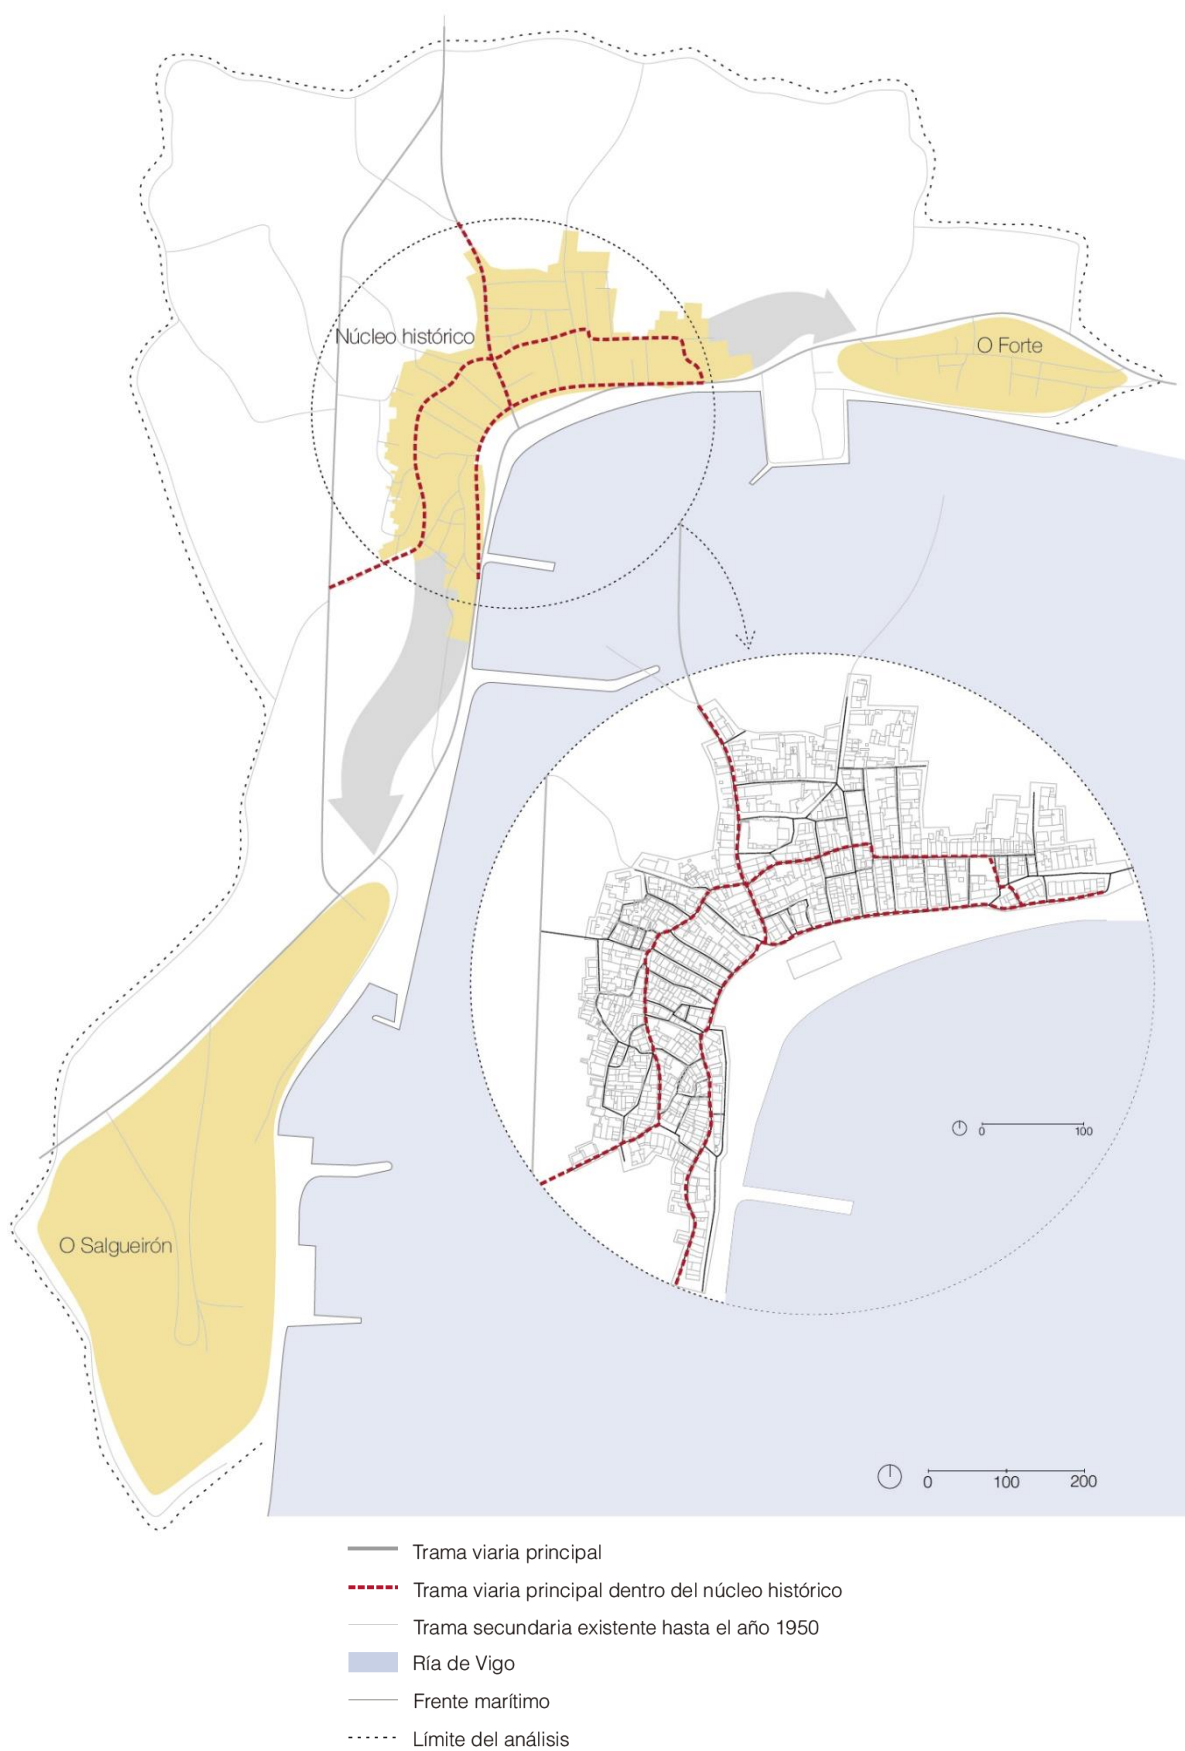 Núcleo histórico
O Forte
0 100
O Salgueirón
0 100 200
Trama viaria principal
Trama viaria principal dentro del núcleo histórico
Trama secundaria existente hasta el año 1950
Ría de Vigo
Frente marítimo
Límite del análisis